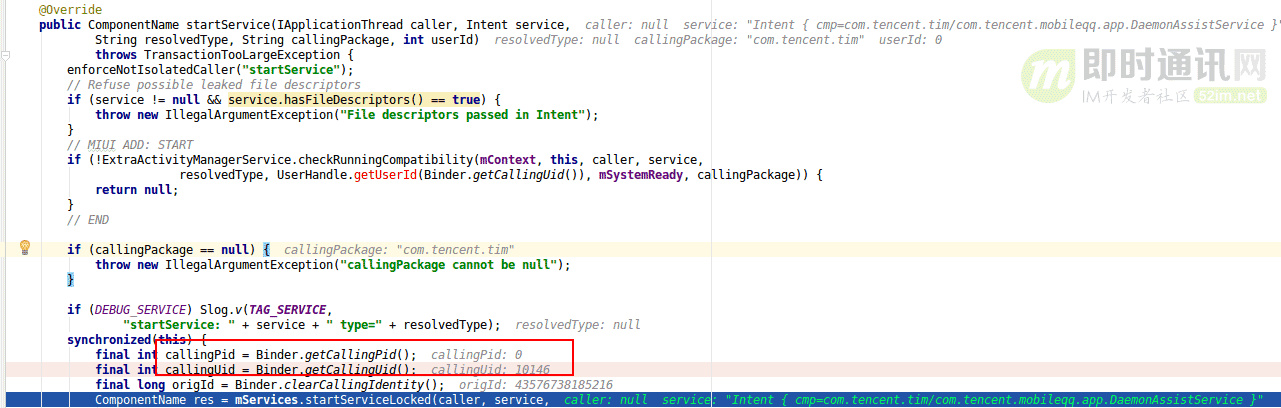 @Override
public ComponentName startService(IApplicationThread caller, Intent service, caller: null service: "Intent { cmp=com.tencent.tim/com.tencent.mobileqq.app.DaemonAssistService }"
String resolvedType, String callingPackage, int userId) resolvedType: null callingPackage: "com.tencent.tim" userId: 0
throws TransactionTooLargeException {
enforceNotIsolatedCaller("startService");
// Refuse possible leaked file descriptors
if (service != null && service.hasFileDescriptors() == true) {
throw new IllegalArgumentException("File descriptors passed in Intent");
}
// MIUI ADD: START
if (!ExtraActivityManagerService.checkRunningCompatibility(mContext, this, caller, service,
resolvedType, UserHandle.getUserId(Binder.getCallingUid()), mSystemReady, callingPackage)) {
return null;
}
// END
if (callingPackage == null) { callingPackage: "com.tencent.tim"
throw new IllegalArgumentException("callingPackage cannot be null");
}
if (DEBUG_SERVICE) Slog.v(TAG_SERVICE,
"startService: " + service + " type=" + resolvedType); resolvedType: null
synchronized(this) {
final int callingPid = Binder.getCallingPid(); callingPid: 0
final int callingUid = Binder.getCallingUid(); callingUid: 10146
final long origId = Binder.clearCallingIdentity(); origId: 43576738185216
ComponentName res = mServices.startServiceLocked(caller, service, caller: null service: "Intent { cmp=com.tencent.tim/com.tencent.mobileqq.app.DaemonAssistService }"
m 即时通讯网
IM开发者社区 52im.net